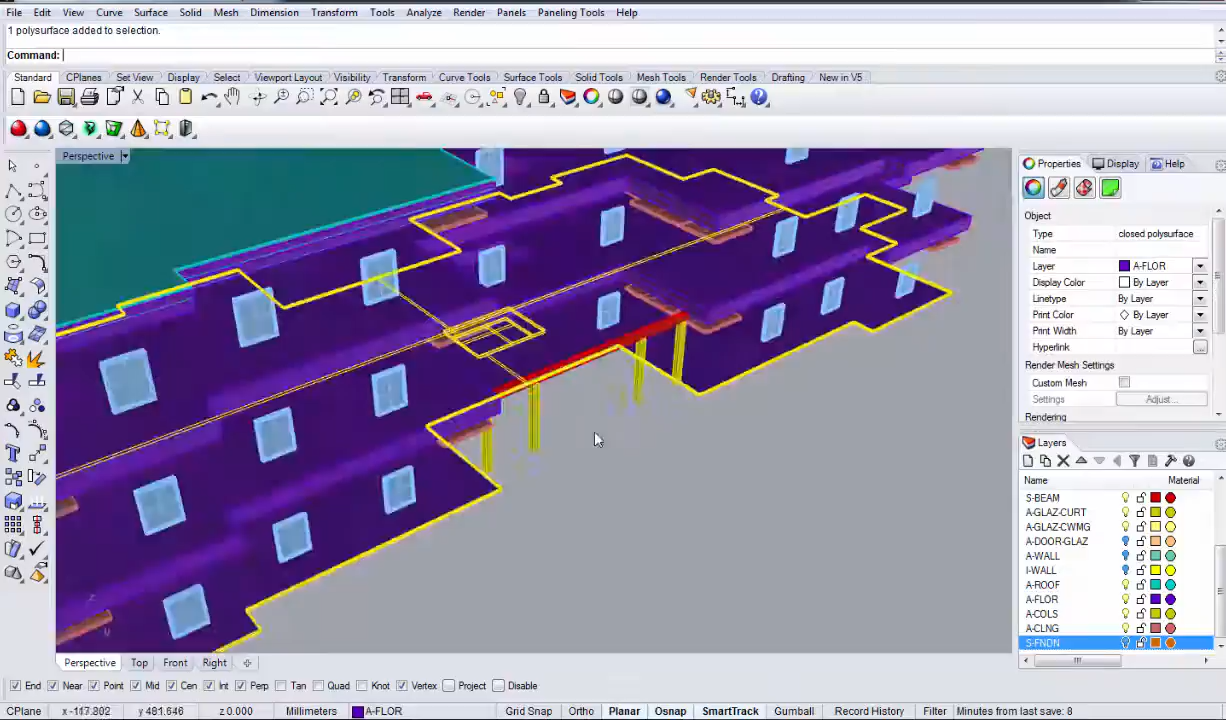 File Edit View Curve Surface Solid Mesh Dimension Transform Tools Analyze Render Panels Paneling Tools Help
1 polysurface added to selection.
Command:
Standard CPlanes Set View Display Select Viewport Layout Visibility Transform Curve Tools Surface Tools Solid Tools Mesh Tools Render Tools Drafting New in V5
Perspective
Properties Display Help
Object
Type closed polysurface
Name
Layer A-FLOR
Display Color By Layer
Linetype By Layer
Print Color By Layer
Print Width By Layer
Hyperlink ...
Render Mesh Settings
Custom Mesh
Settings Adjust...
Rendering
Layers
Name Material
S-BEAM
A-GLAZ-CURT
A-GLAZ-CWMG
A-DOOR-GLAZ
A-WALL
I-WALL
A-ROOF
A-FLOR
A-COLS
A-CLNG
S-FNDN
Perspective Top Front Right
End Near Point Mid Cen Int Perp Tan Quad Knot Vertex Project Disable
CPlane x -117.802 y 481.646 z 0.000 Millimeters A-FLOR Grid Snap Ortho Planar Osnap SmartTrack Gumball Record History Filter Minutes from last save: 8